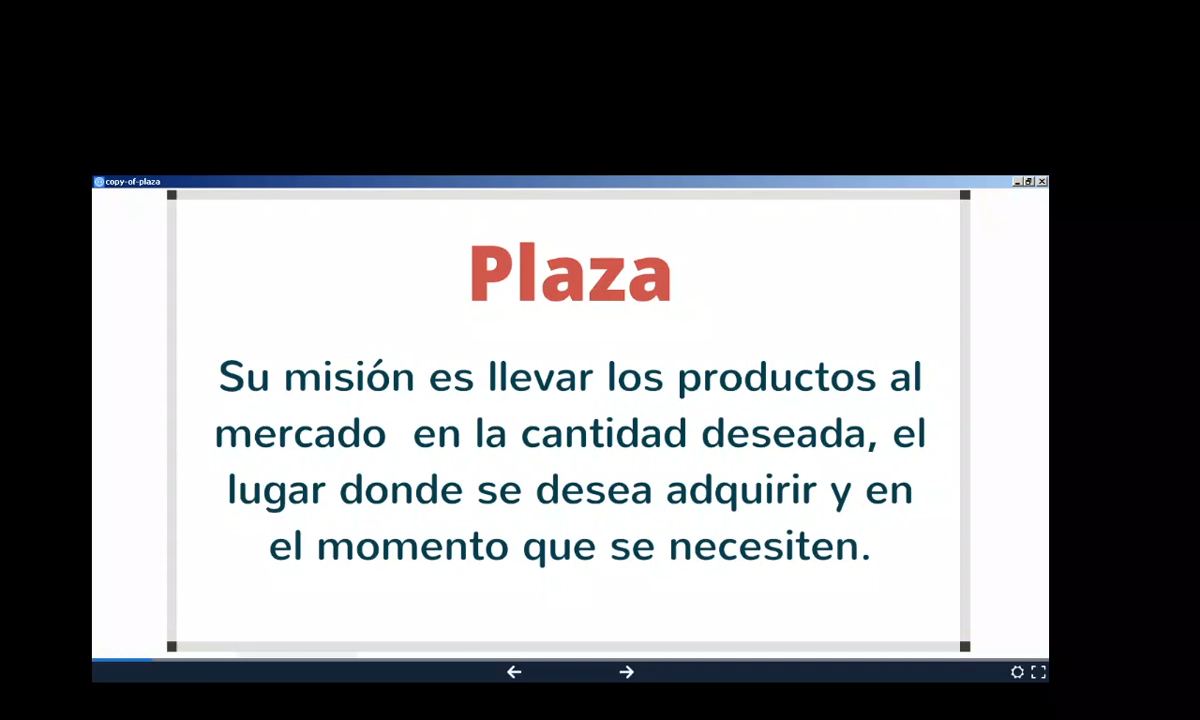 copy-of-plaza
Plaza
Su misión es llevar los productos al
mercado  en la cantidad deseada, el
lugar donde se desea adquirir y en
el momento que se necesiten.